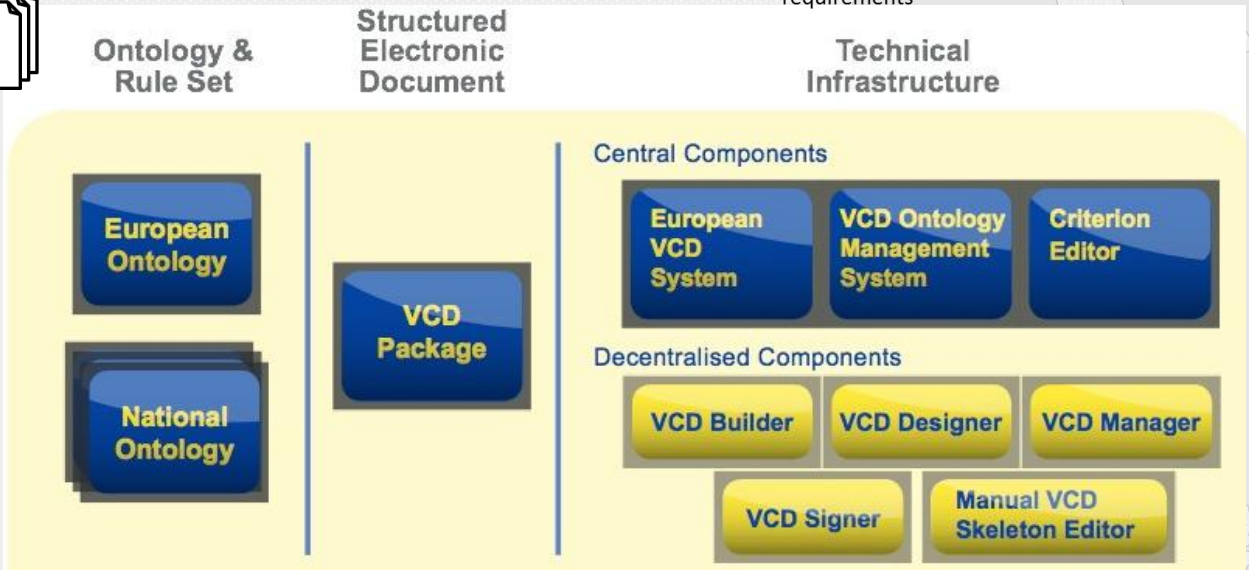 requirements
Ontology &
Rule Set
Structured
Electronic
Document
Technical
Infrastructure
European
Ontology
National
Ontology
VCD
Package
Central Components
European
VCD
System
VCD Ontology
Management
System
Criterion
Editor
Decentralised Components
VCD Builder
VCD Designer
VCD Manager
VCD Signer
Manual VCD
Skeleton Editor